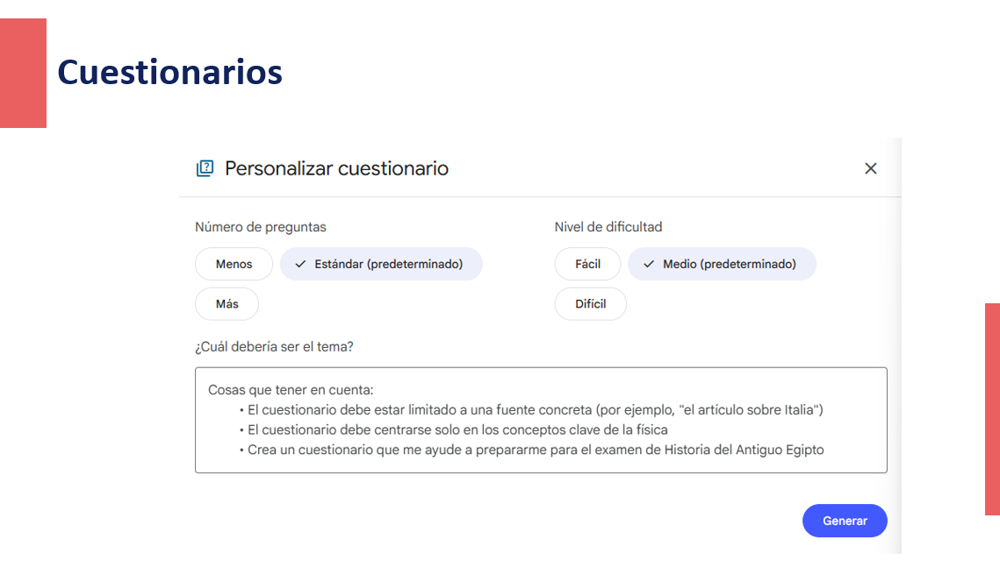 Cuestionarios
Personalizar cuestionario
Número de preguntas
Menos
Estándar (predeterminado)
Más
Nivel de dificultad
Fácil
Medio (predeterminado)
Difícil
¿Cuál debería ser el tema?
Cosas que tener en cuenta:
• El cuestionario debe estar limitado a una fuente concreta (por ejemplo, "el artículo sobre Italia")
• El cuestionario debe centrarse solo en los conceptos clave de la física
• Crea un cuestionario que me ayude a prepararme para el examen de Historia del Antiguo Egipto
Generar